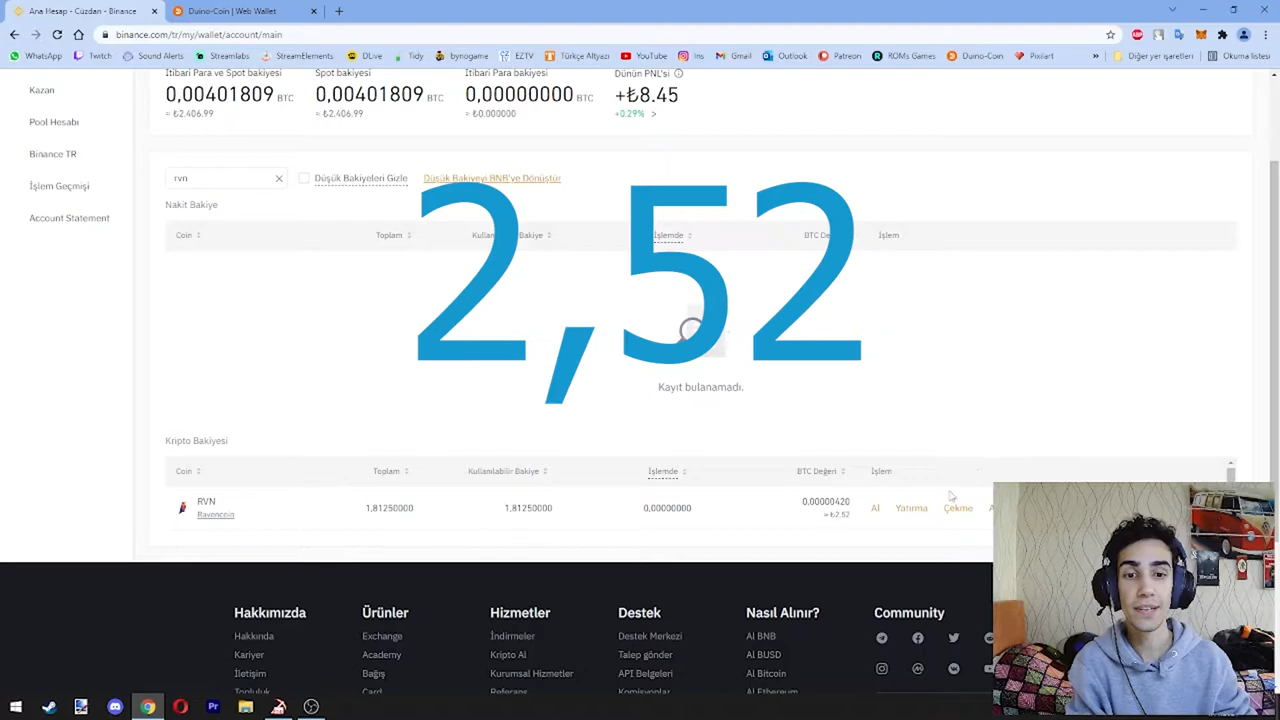 Ana Hesap - Cüzdan - Binance
Duino-Coin Web Wallet
binance.com/tr/my/wallet/account/main
WhatsApp
Sound Alerts
StreamLabs
StreamElements
DLive
Tidy
bynogame
EZTV
Türkçe Altyazı
YouTube
Ins
Gmail
Outlook
Patreon
ROMs Games
Duino-Coin
Pixilart
Diğer yer işaretleri
Okuma listesi
Kazan
Pool Hesabı
Binance TR
İşlem Geçmişi
Account Statement
İtibari Para ve Spot bakiyesi
0,00401809 BTC
≈ ₺2.406.99
Spot bakiyesi
0,00401809 BTC
≈ ₺2.406.99
İtibari Para bakiyesi
0,00000000 BTC
≈ ₺0.000000
Dünün PNL'si
+₺8.45
+0.29% >
rvn
Düşük Bakiyeleri Gizle
Düşük Bakiyeyi BNB'ye Dönüştür
2,52
Nakit Bakiye
Coin
Toplam
Bakiye
İşlemde
İşlem
Kayıt bulanamadı.
Kripto Bakiyesi
Coin
Toplam
Kullanılabilir Bakiye
İşlemde
BTC Değeri
İşlem
RVN
Ravencoin
1,81250000
1,81250000
0,00000000
0,00000420
≈ ₺2.52
Al
Yatırma
Çekme
Hakkımızda
Hakkında
Kariyer
İletişim
Topluluk
Ürünler
Exchange
Academy
Bağış
Card
Hizmetler
İndirmeler
Kripto Al
Kurumsal Hizmetler
Referans
Destek
Destek Merkezi
Talep gönder
API Belgeleri
Komisyonlar
Nasıl Alınır?
Al BNB
Al BUSD
Al Bitcoin
Al Ethereum
Community